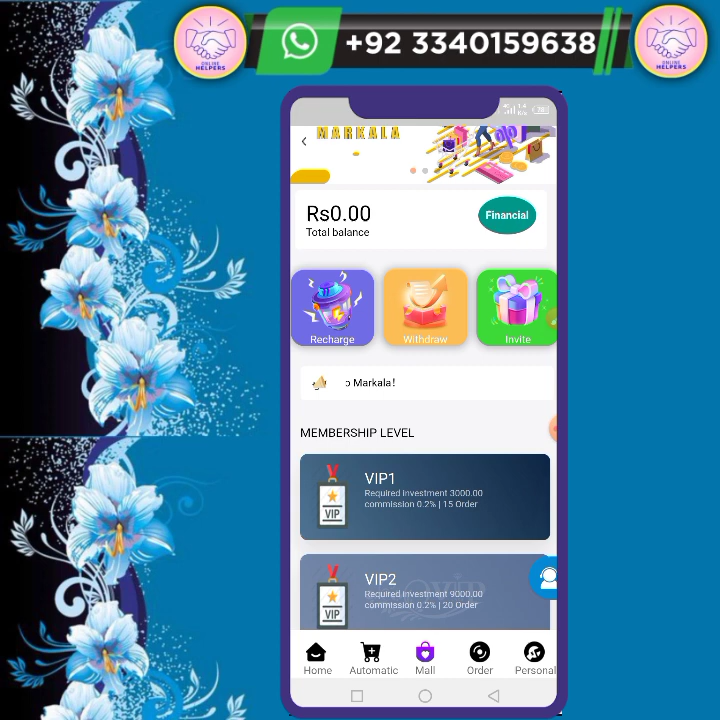 ONLINE
HELPERS
+92 3340159638
ONLINE
HELPERS
MARKALA
Rs0.00
Total balance
Financial
Recharge
Withdraw
Invite
o Markala!
MEMBERSHIP LEVEL
VIP1
Required Investment 3000.00
commission 0.2% | 15 Order
VIP
VIP2
Required Investment 9000.00
commission 0.2% | 20 Order
VIP
VIP
Home
Automatic
Mall
Order
Personal